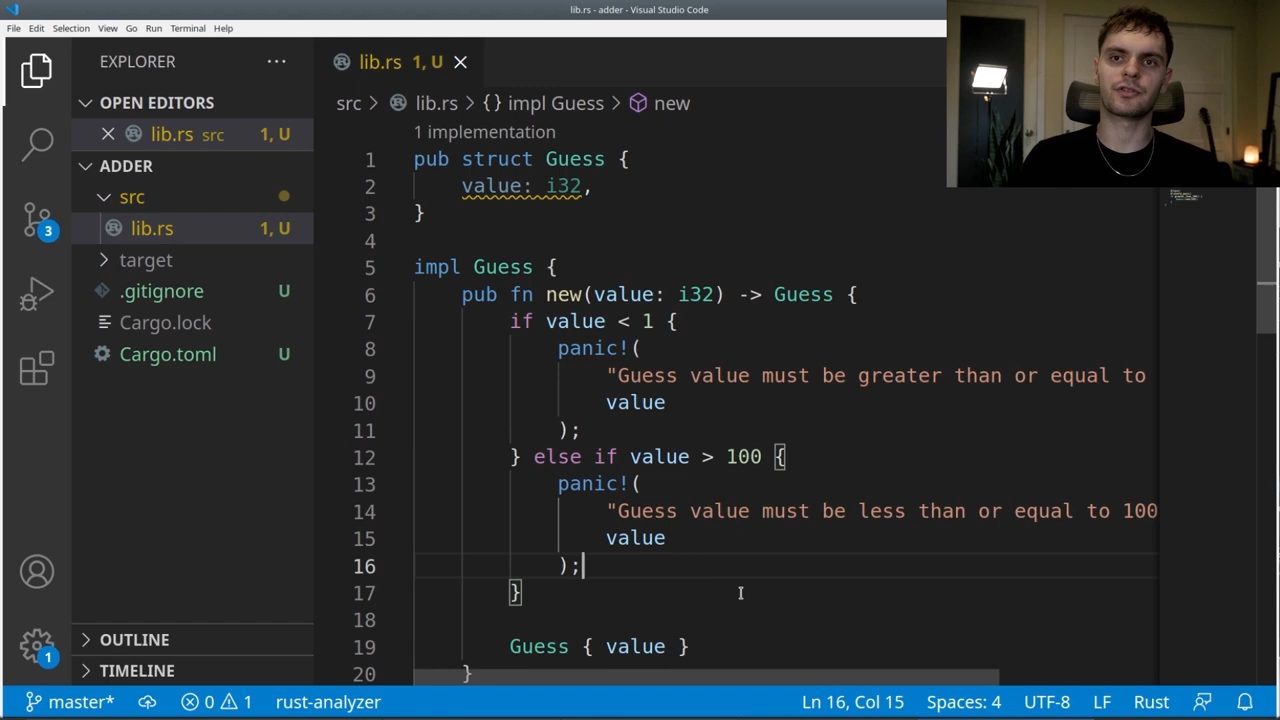 lib.rs - adder - Visual Studio Code
File Edit Selection View Go Run Terminal Help
EXPLORER
lib.rs 1, U
OPEN EDITORS
src > lib.rs > {} impl Guess > new
lib.rs src 1, U
1 implementation
ADDER
1 pub struct Guess {
src
2 value: i32,
lib.rs 1, U
3 }
target
4
.gitignore U
5 impl Guess {
Cargo.lock
6 pub fn new(value: i32) -> Guess {
Cargo.toml U
7 if value < 1 {
8 panic!(
9 "Guess value must be greater than or equal to
10 value
11 );
12 } else if value > 100 {
13 panic!(
14 "Guess value must be less than or equal to 100
15 value
16 );
17 }
18
19 Guess { value }
20 }
3
1
OUTLINE
TIMELINE
master* 0 1 rust-analyzer Ln 16, Col 15 Spaces: 4 UTF-8 LF Rust